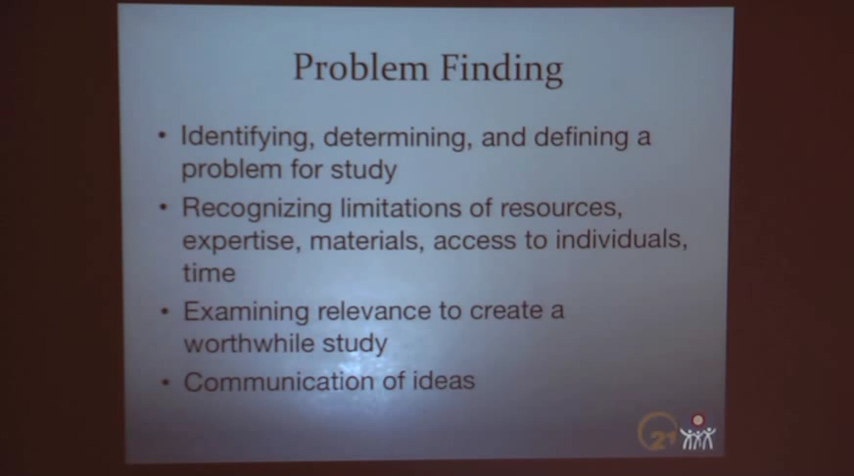 Problem Finding
• Identifying, determining, and defining a
problem for study
• Recognizing limitations of resources,
expertise, materials, access to individuals,
time
• Examining relevance to create a
worthwhile study
• Communication of ideas
21